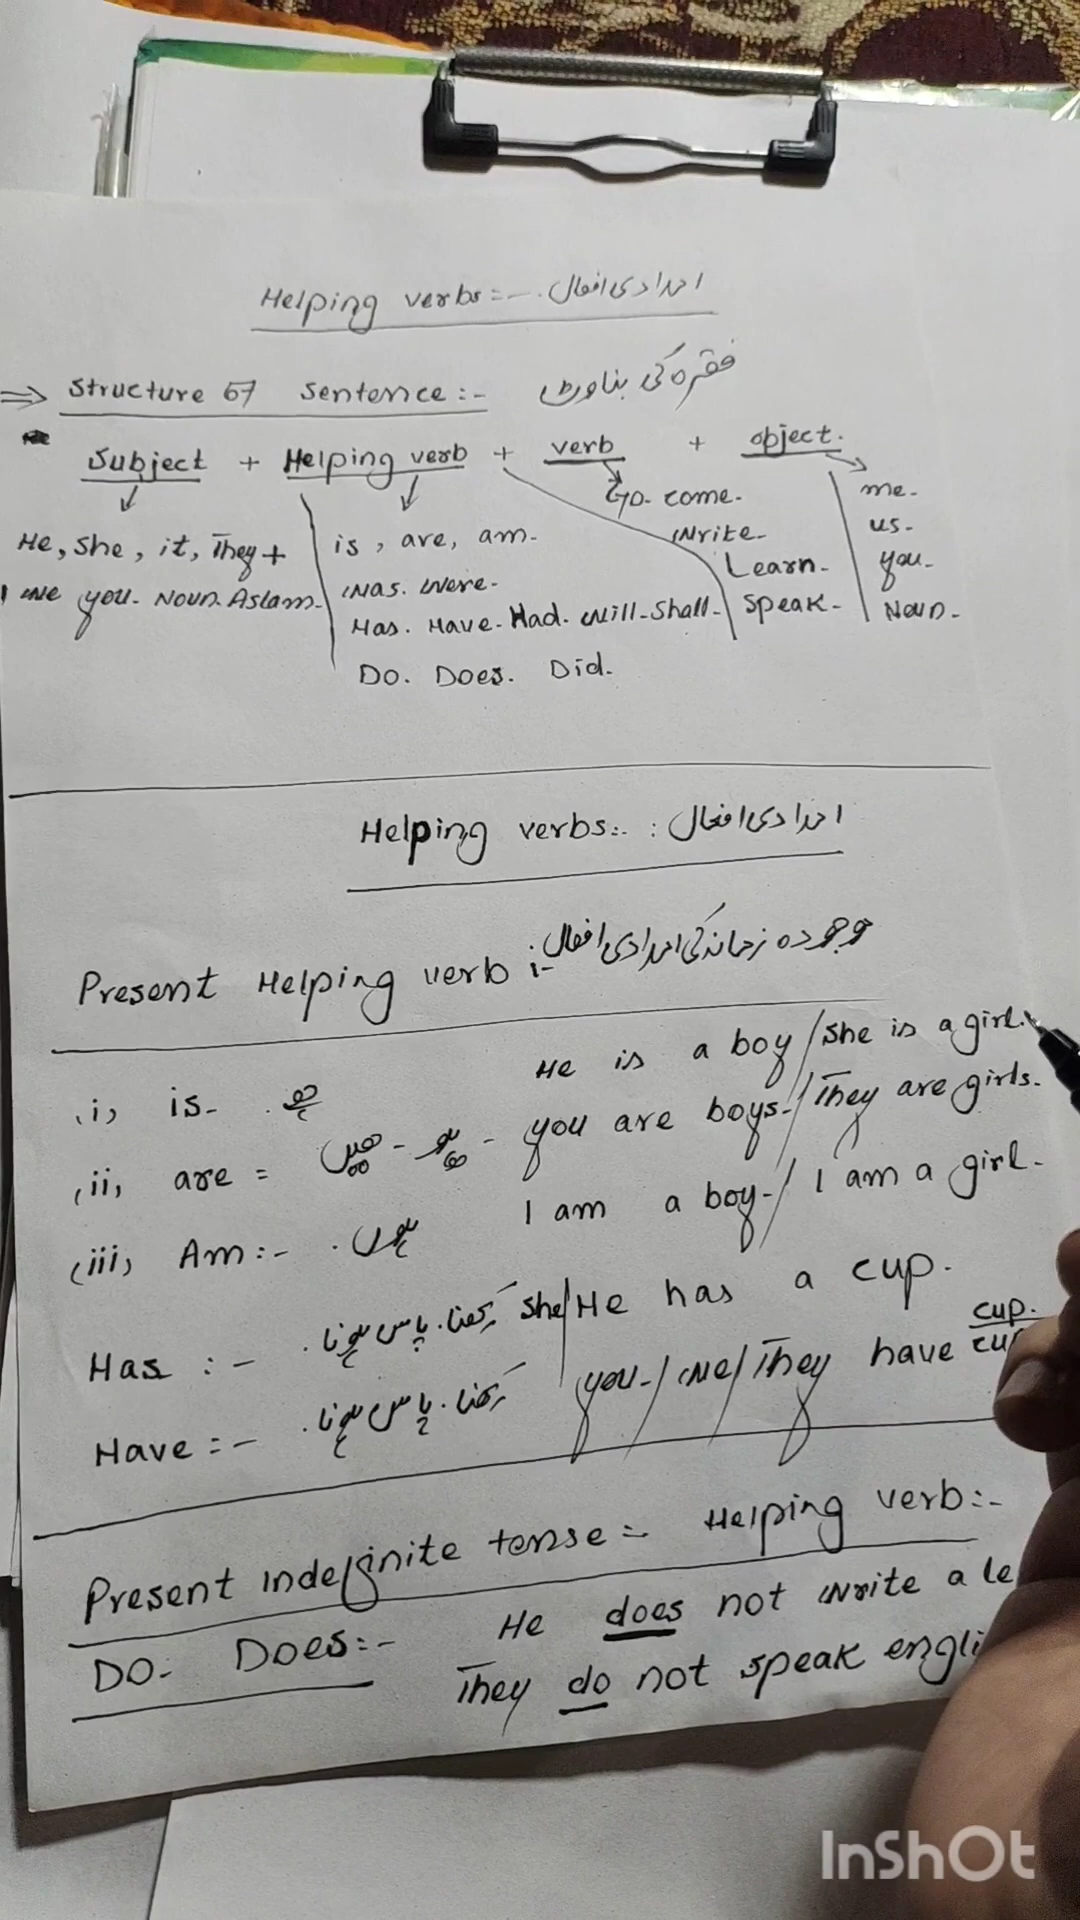 Helping verbs:-. امدادی افعال
⇒ Structure of Sentence:- فقرہ کی بناوٹ
Subject + Helping verb + verb + object.
He, She, it, They + is, are, am. Go. come. me.
I we you. Noun. Aslam. was. were. write. us.
Has. Have. Had. Will. Shall. Learn. you.
Do. Does. Did. Speak. Noun.
Helping verbs:. : امدادی افعال
Present Helping verb :- موجودہ زمانہ کی امدادی افعال
(i) is- ہے. He is a boy/She is a girl.
(ii) are = ہیں - ہو - you are boys-/They are girls.
(iii) Am:- ہوں. I am a boy-/I am a girl-
Has :- رکھنا. پاس ہونا. She/He has a cup.
Have:- رکھنا. پاس ہونا. you-/we/They have cup. cup
Present indefinite tense:- Helping verb:-
Do- Does:- He does not write a le
They do not speak engli
InShOt